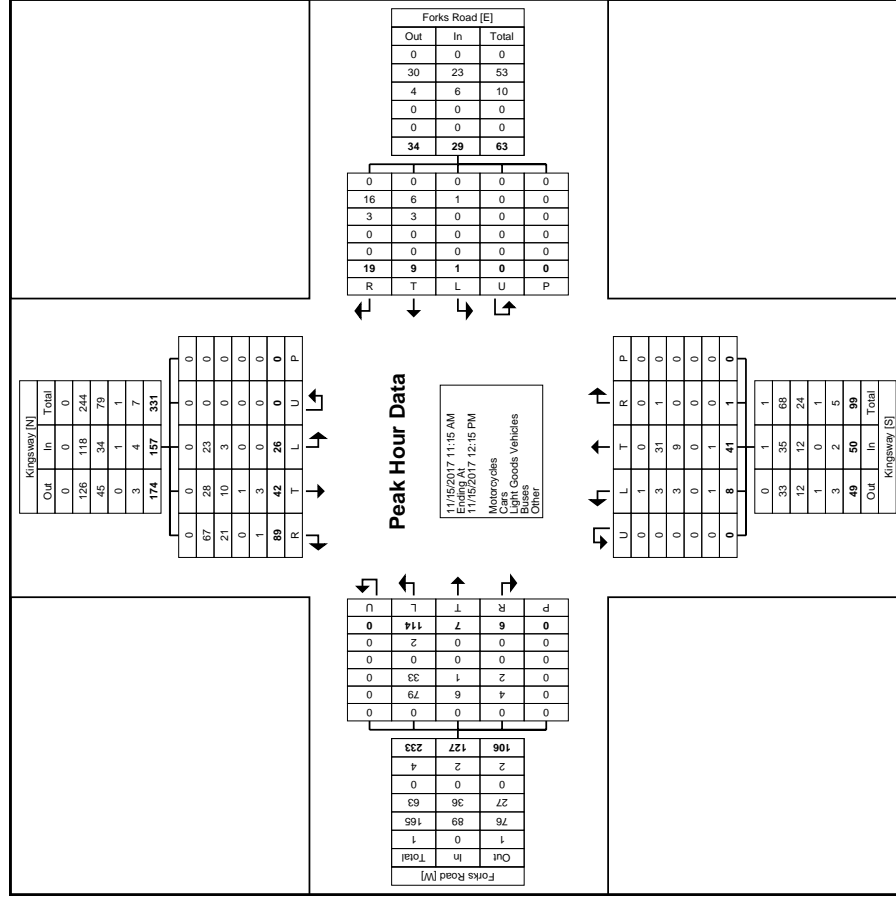 Forks Road [E]
Out In Total
0 0 0
30 23 53
4 6 10
0 0 0
0 0 0
34 29 63
0 0 0 0 0
16 6 1 0 0
3 3 0 0 0
0 0 0 0 0
0 0 0 0 0
19 9 1 0 0
R T L U P
Kingsway [N]
Out In Total
0 0 0
126 118 244
45 34 79
0 1 1
3 4 7
174 157 331
0 0 0 0 0
67 28 23 0 0
21 10 3 0 0
0 1 0 0 0
1 3 0 0 0
89 42 26 0 0
R T L U P
Peak Hour Data
11/15/2017 11:15 AM
Ending At
11/15/2017 12:15 PM
Motorcycles
Cars
Light Goods Vehicles
Buses
Other
U L T R P
0 1 0 0 0
0 3 31 1 0
0 3 9 0 0
0 0 0 0 0
0 1 1 0 0
0 8 41 1 0
0 1 1
33 35 68
12 12 24
1 0 1
3 2 5
49 50 99
Out In Total
Kingsway [S]
Forks Road [W]
Out In Total
1 0 1
76 89 165
27 36 63
0 0 0
2 2 4
106 127 233
0 0 0 0 0
0 4 6 79 0
0 2 1 33 0
0 0 0 0 0
0 0 0 2 0
0 6 7 114 0
P R T L U